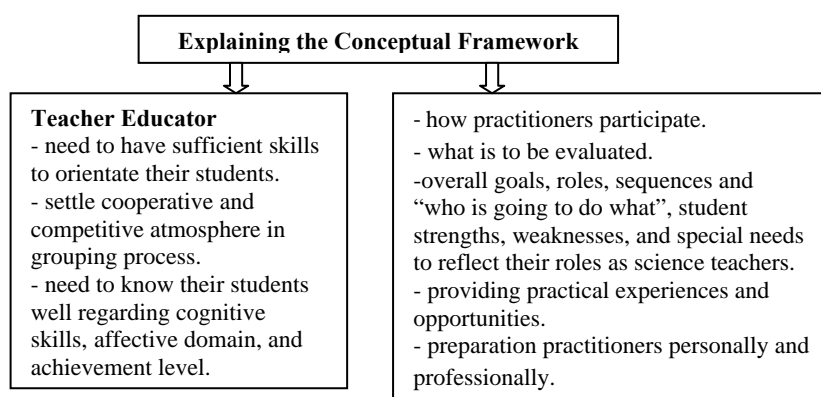 Explaining the Conceptual Framework
Teacher Educator
- need to have sufficient skills
to orientate their students.
- settle cooperative and
competitive atmosphere in
grouping process.
- need to know their students
well regarding cognitive
skills, affective domain, and
achievement level.
- how practitioners participate.
- what is to be evaluated.
-overall goals, roles, sequences and
“who is going to do what”, student
strengths, weaknesses, and special needs
to reflect their roles as science teachers.
- providing practical experiences and
opportunities.
- preparation practitioners personally and
professionally.